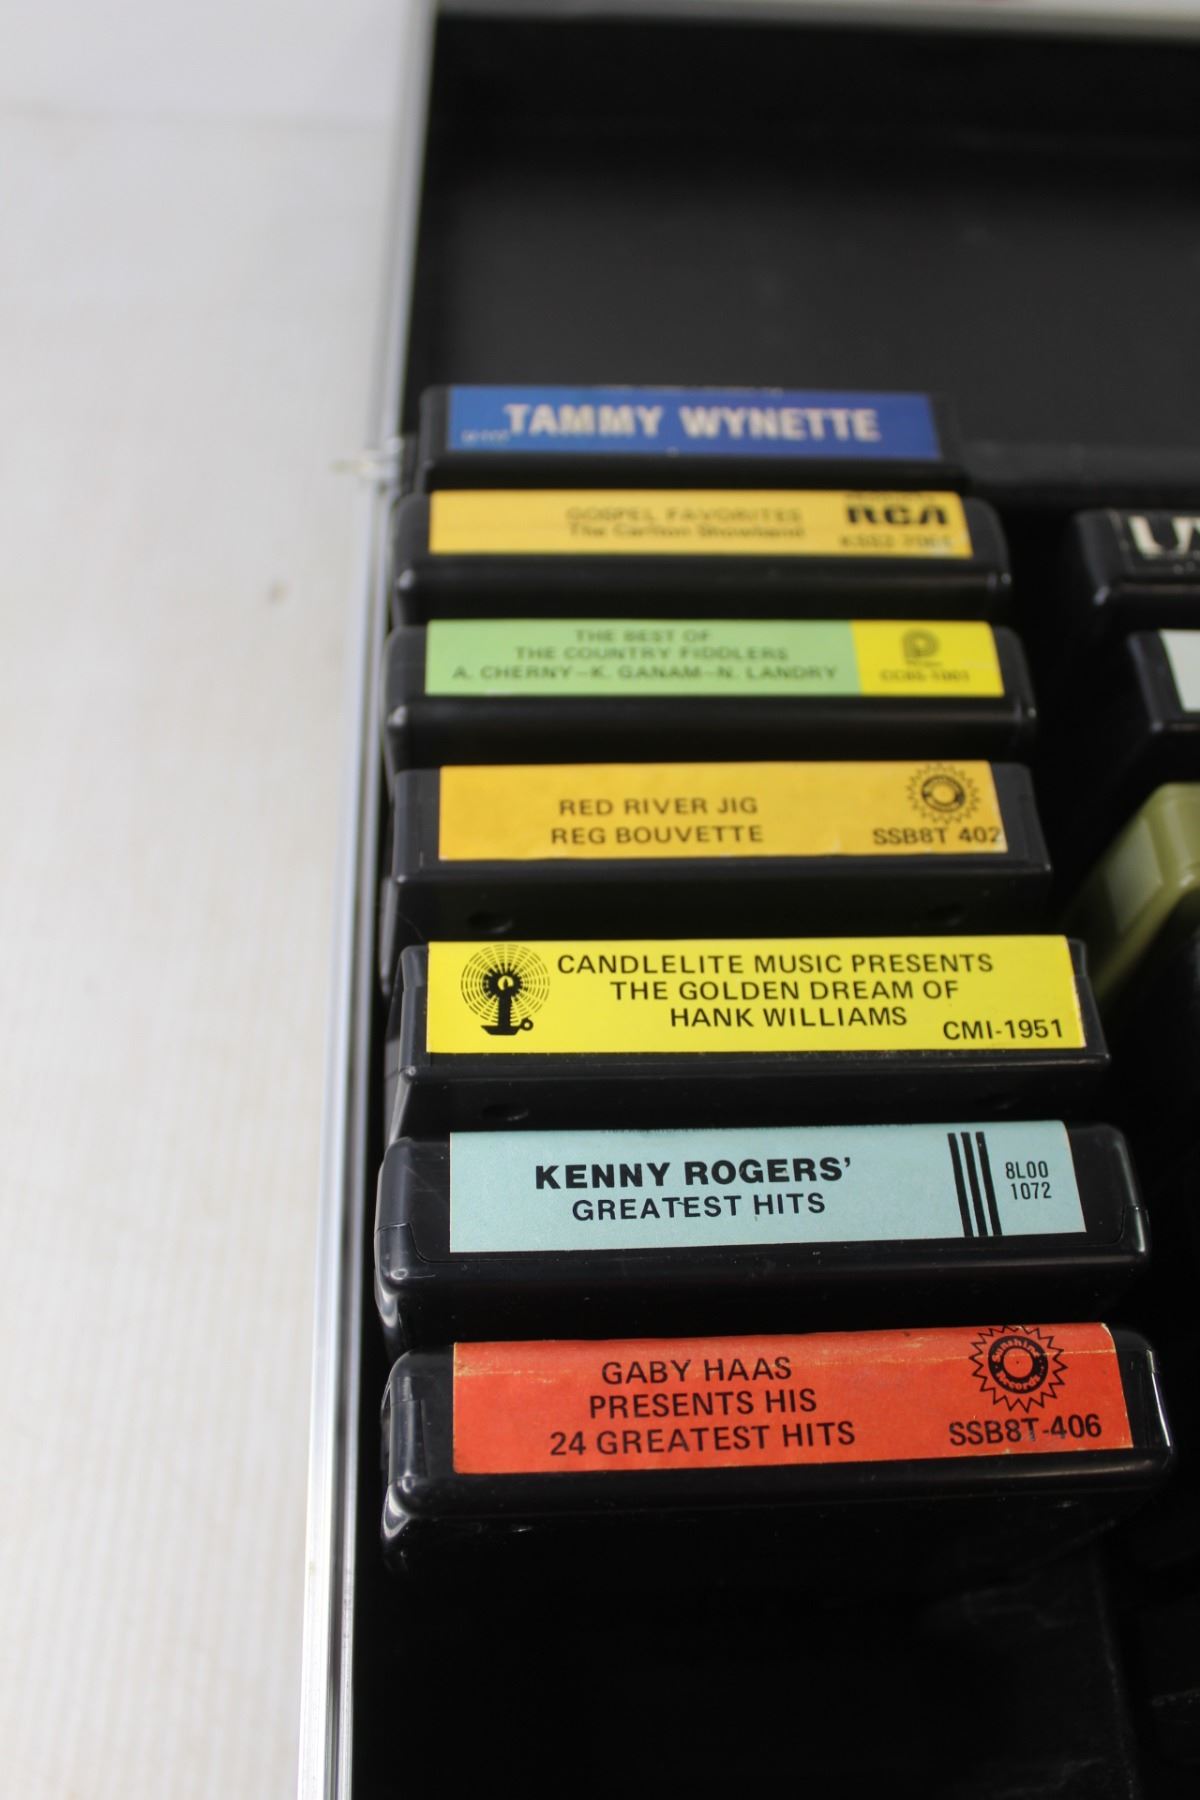 TAMMY WYNETTE
GOSPEL FAVORITES
The Carlton Showband
RCA
THE BEST OF
THE COUNTRY FIDDLERS
A. CHERNY-K. GANAM-N. LANDRY
RED RIVER JIG
REG BOUVETTE
SSB8T 402
CANDLELITE MUSIC PRESENTS
THE GOLDEN DREAM OF
HANK WILLIAMS
CMI-1951
KENNY ROGERS'
GREATEST HITS
8L00
1072
GABY HAAS
PRESENTS HIS
24 GREATEST HITS
Sunshine
Records
SSB8T-406